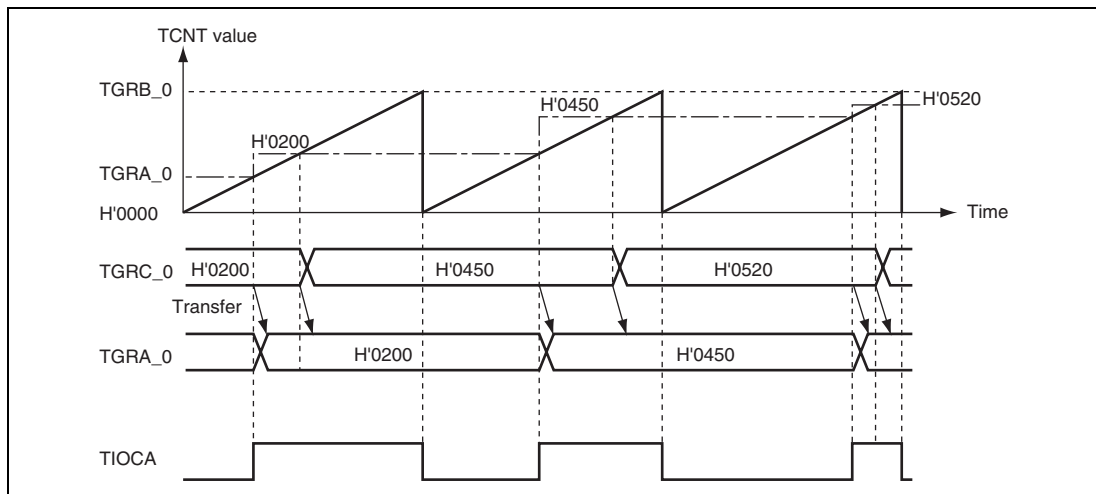 TCNT value
TGRB_0
H'0520
H'0450
H'0200
TGRA_0
H'0000
Time
TGRC_0
H'0200
H'0450
H'0520
Transfer
TGRA_0
H'0200
H'0450
TIOCA